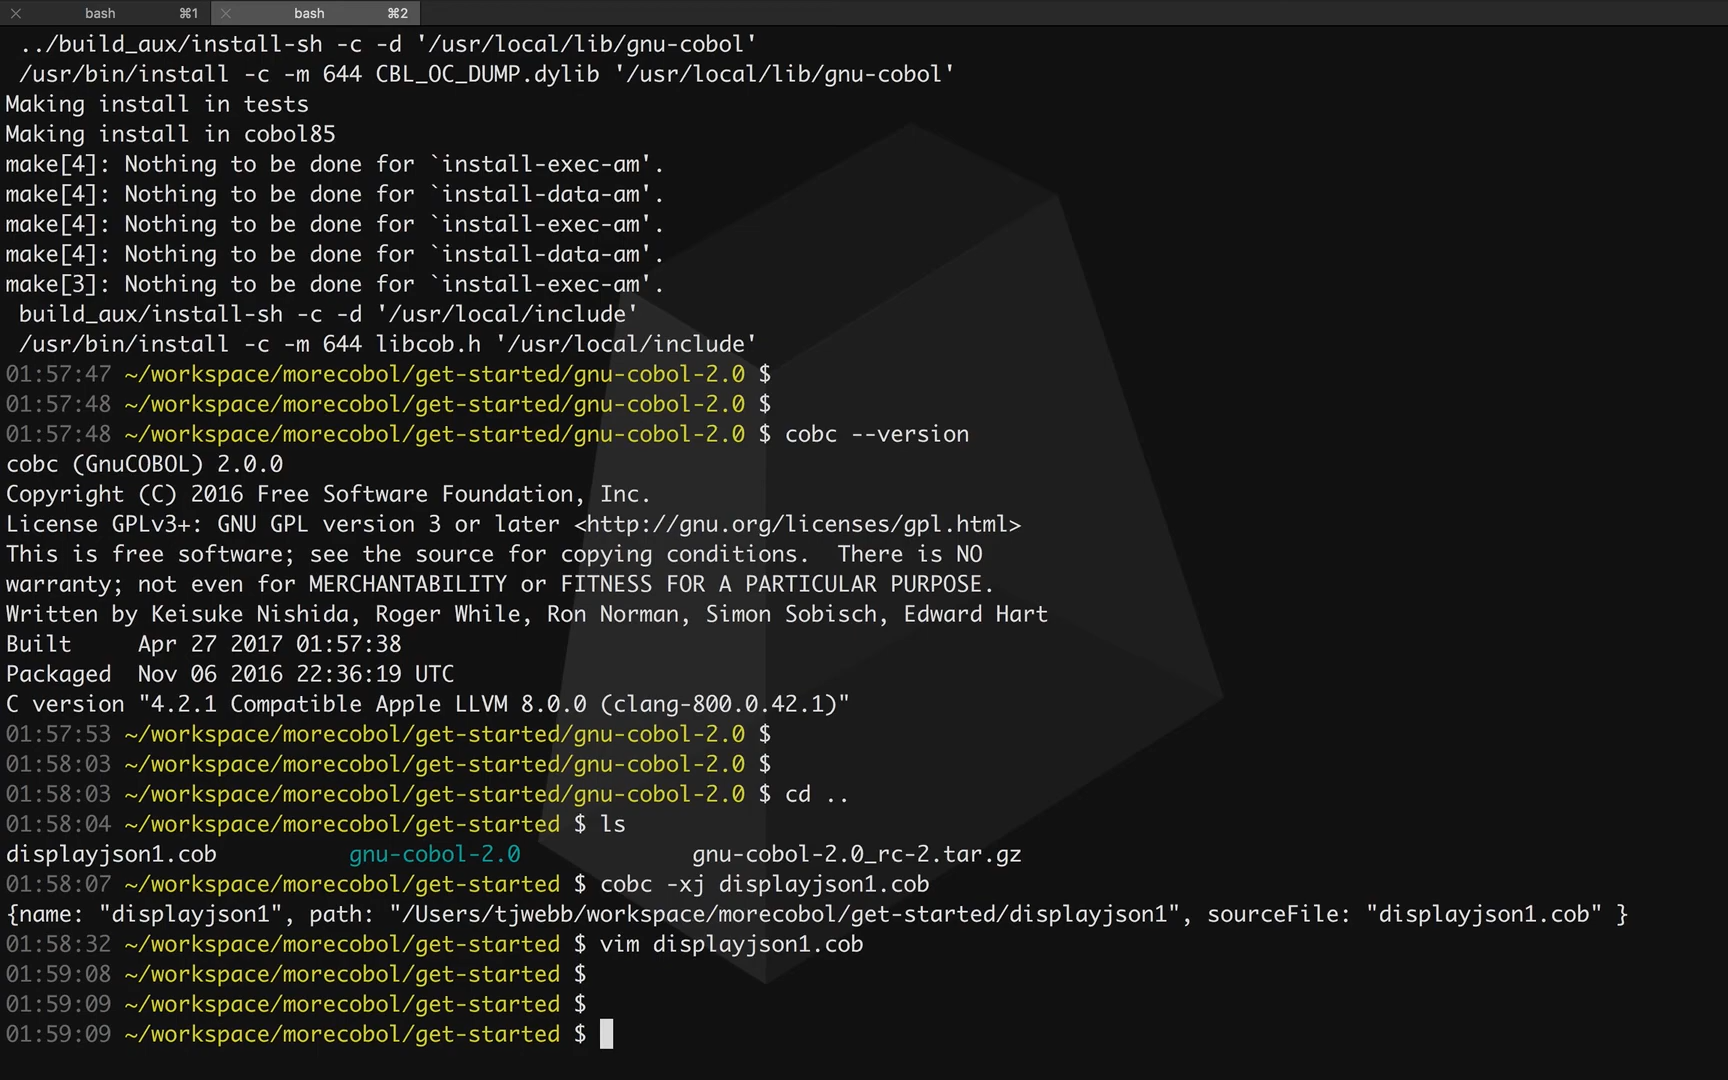 bash ⌘1 bash ⌘2
../build_aux/install-sh -c -d '/usr/local/lib/gnu-cobol'
/usr/bin/install -c -m 644 CBL_OC_DUMP.dylib '/usr/local/lib/gnu-cobol'
Making install in tests
Making install in cobol85
make[4]: Nothing to be done for `install-exec-am'.
make[4]: Nothing to be done for `install-data-am'.
make[4]: Nothing to be done for `install-exec-am'.
make[4]: Nothing to be done for `install-data-am'.
make[3]: Nothing to be done for `install-exec-am'.
build_aux/install-sh -c -d '/usr/local/include'
/usr/bin/install -c -m 644 libcob.h '/usr/local/include'
01:57:47 ~/workspace/morecobol/get-started/gnu-cobol-2.0 $
01:57:48 ~/workspace/morecobol/get-started/gnu-cobol-2.0 $
01:57:48 ~/workspace/morecobol/get-started/gnu-cobol-2.0 $ cobc --version
cobc (GnuCOBOL) 2.0.0
Copyright (C) 2016 Free Software Foundation, Inc.
License GPLv3+: GNU GPL version 3 or later <http://gnu.org/licenses/gpl.html>
This is free software; see the source for copying conditions.  There is NO
warranty; not even for MERCHANTABILITY or FITNESS FOR A PARTICULAR PURPOSE.
Written by Keisuke Nishida, Roger While, Ron Norman, Simon Sobisch, Edward Hart
Built     Apr 27 2017 01:57:38
Packaged  Nov 06 2016 22:36:19 UTC
C version "4.2.1 Compatible Apple LLVM 8.0.0 (clang-800.0.42.1)"
01:57:53 ~/workspace/morecobol/get-started/gnu-cobol-2.0 $
01:58:03 ~/workspace/morecobol/get-started/gnu-cobol-2.0 $
01:58:03 ~/workspace/morecobol/get-started/gnu-cobol-2.0 $ cd ..
01:58:04 ~/workspace/morecobol/get-started $ ls
displayjson1.cob          gnu-cobol-2.0             gnu-cobol-2.0_rc-2.tar.gz
01:58:07 ~/workspace/morecobol/get-started $ cobc -xj displayjson1.cob
{name: "displayjson1", path: "/Users/tjwebb/workspace/morecobol/get-started/displayjson1", sourceFile: "displayjson1.cob" }
01:58:32 ~/workspace/morecobol/get-started $ vim displayjson1.cob
01:59:08 ~/workspace/morecobol/get-started $
01:59:09 ~/workspace/morecobol/get-started $
01:59:09 ~/workspace/morecobol/get-started $